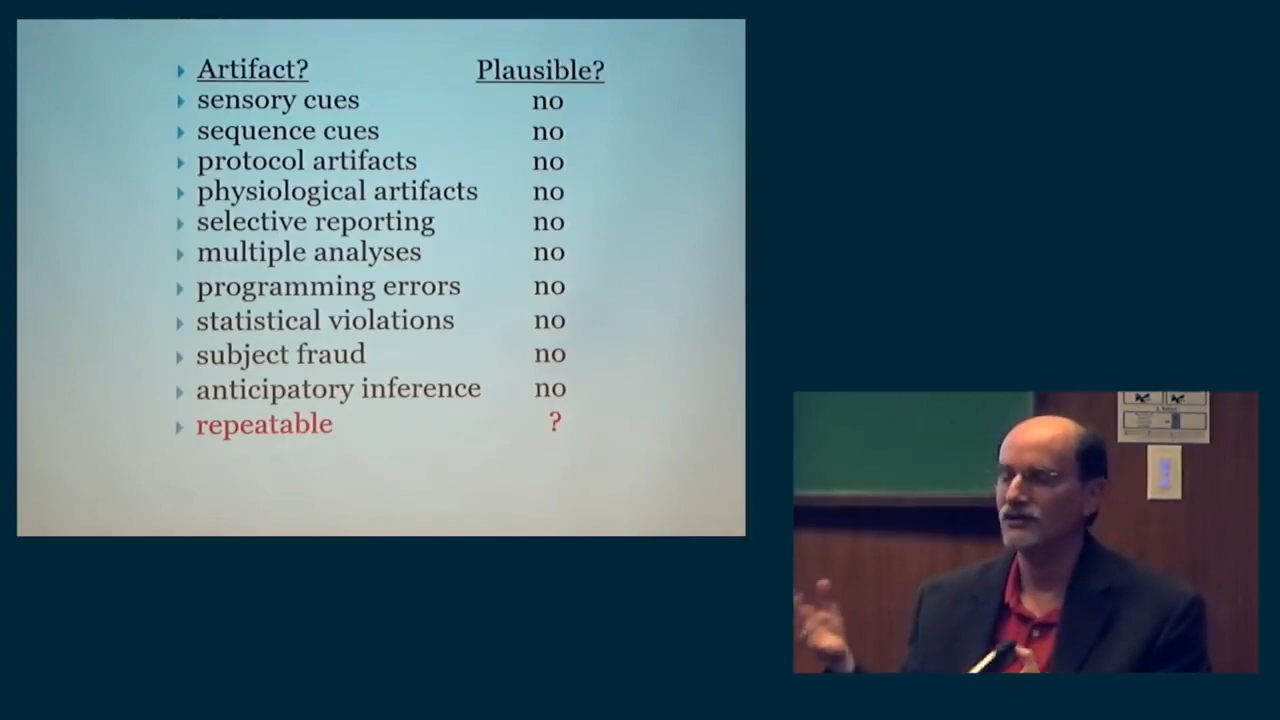 Artifact? Plausible?
sensory cues no
sequence cues no
protocol artifacts no
physiological artifacts no
selective reporting no
multiple analyses no
programming errors no
statistical violations no
subject fraud no
anticipatory inference no
repeatable ?